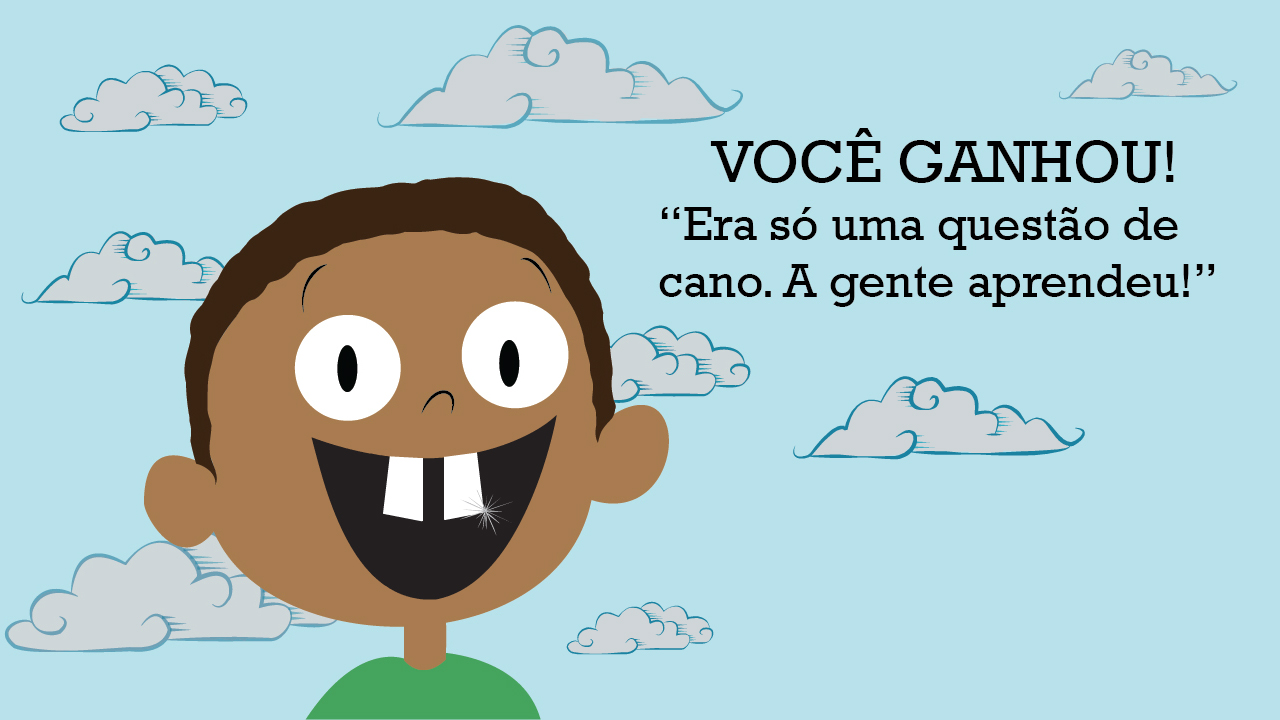 VOCÊ GANHOU!
“Era só uma questão de
cano. A gente aprendeu!”